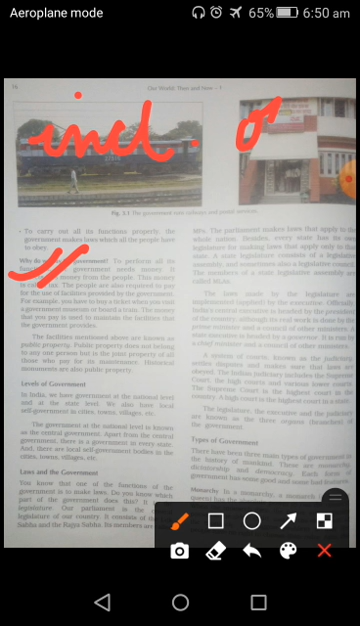 Aeroplane mode 65% 6:50 am
76 Our World: Then and Now – 3
incl. or
Fig. 3.1 The government runs railways and postal services.
• To carry out all its functions properly, the
government makes laws which all the people have
to obey.
Why do government? To perform all its
government needs money. It
money from the people. This money
is The people are also required to pay
for the use of facilities provided by the government.
For example, you have to buy a ticket when you visit
a government museum or board a train. The money
that you pay is used to maintain the facilities that
the government provides.
The facilities mentioned above are known as
public property. Public property does not belong
to any one person but is the joint property of all
those who pay for its maintenance. Historical
monuments are also public property.
Levels of Government
In India, we have government at the national level
and at the state level. We also have local
self-government in cities, towns, villages, etc.
The government at the national level is known
as the central government. Apart from the central
government, there is a government in every state.
And, there are local self-government bodies in the
cities, towns, villages, etc.
Laws and the Government
You know that one of the functions of the
government is to make laws. Do you know which
part of the government does this? It
legislature. Our parliament is the
legislature of our country. It consists of the
Sabha and the Rajya Sabha. Its members are
MPs. The parliament makes laws that apply to the
whole nation. Besides, every state has its own
legislature for making laws that apply only to that
state. A state legislature consists of a legislative
assembly, and sometimes also a legislative council.
The members of a state legislative assembly are
called MLAs.
The laws made by the legislature are
implemented (applied) by the executive. Officially
India's central executive is headed by the president
of the country, although the real work is done by the
prime minister and a council of other ministers. A
state executive is headed by a governor. It is run by
a chief minister and a council of other ministers.
A system of courts, known as the judiciary,
settles disputes and makes sure that laws are
obeyed. The Indian judiciary includes the Supreme
Court, the high courts and various lower courts.
The Supreme Court is the highest court in the
country. A high court is the highest court in a state.
The legislature, the executive and the judiciary
are known as the three organs (branches) of
the government.
Types of Government
There have been three main types of government in
the history of mankind. These are monarchy,
dictatorship and democracy. Each form of
government has some good and some bad features.
Monarchy In a monarchy, a monarch